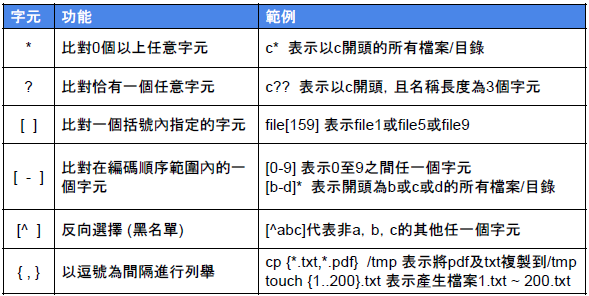 字元 功能 範例
* 比對0個以上任意字元 c* 表示以c開頭的所有檔案/目錄
? 比對恰有一個任意字元 c?? 表示以c開頭, 且名稱長度為3個字元
[ ] 比對一個括號內指定的字元 file[159] 表示file1或file5或file9
[ - ] 比對在編碼順序範圍內的一
個字元
[0-9] 表示0至9之間任一個字元
[b-d]* 表示開頭為b或c或d的所有檔案/目錄
[^ ] 反向選擇 (黑名單) [^abc]代表非a, b, c的其他任一個字元
{ , } 以逗號為間隔進行列舉
cp {*.txt,*.pdf} /tmp 表示將pdf及txt複製到/tmp
touch {1..200}.txt 表示產生檔案1.txt ~ 200.txt